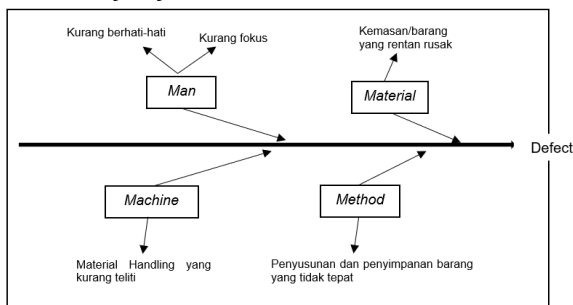 Kurang berhati-hati
Kurang fokus
Kemasan/barang
yang rentan rusak
Man
Material
Defect
Machine
Method
Material Handling yang
kurang teliti
Penyusunan dan penyimpanan barang
yang tidak tepat